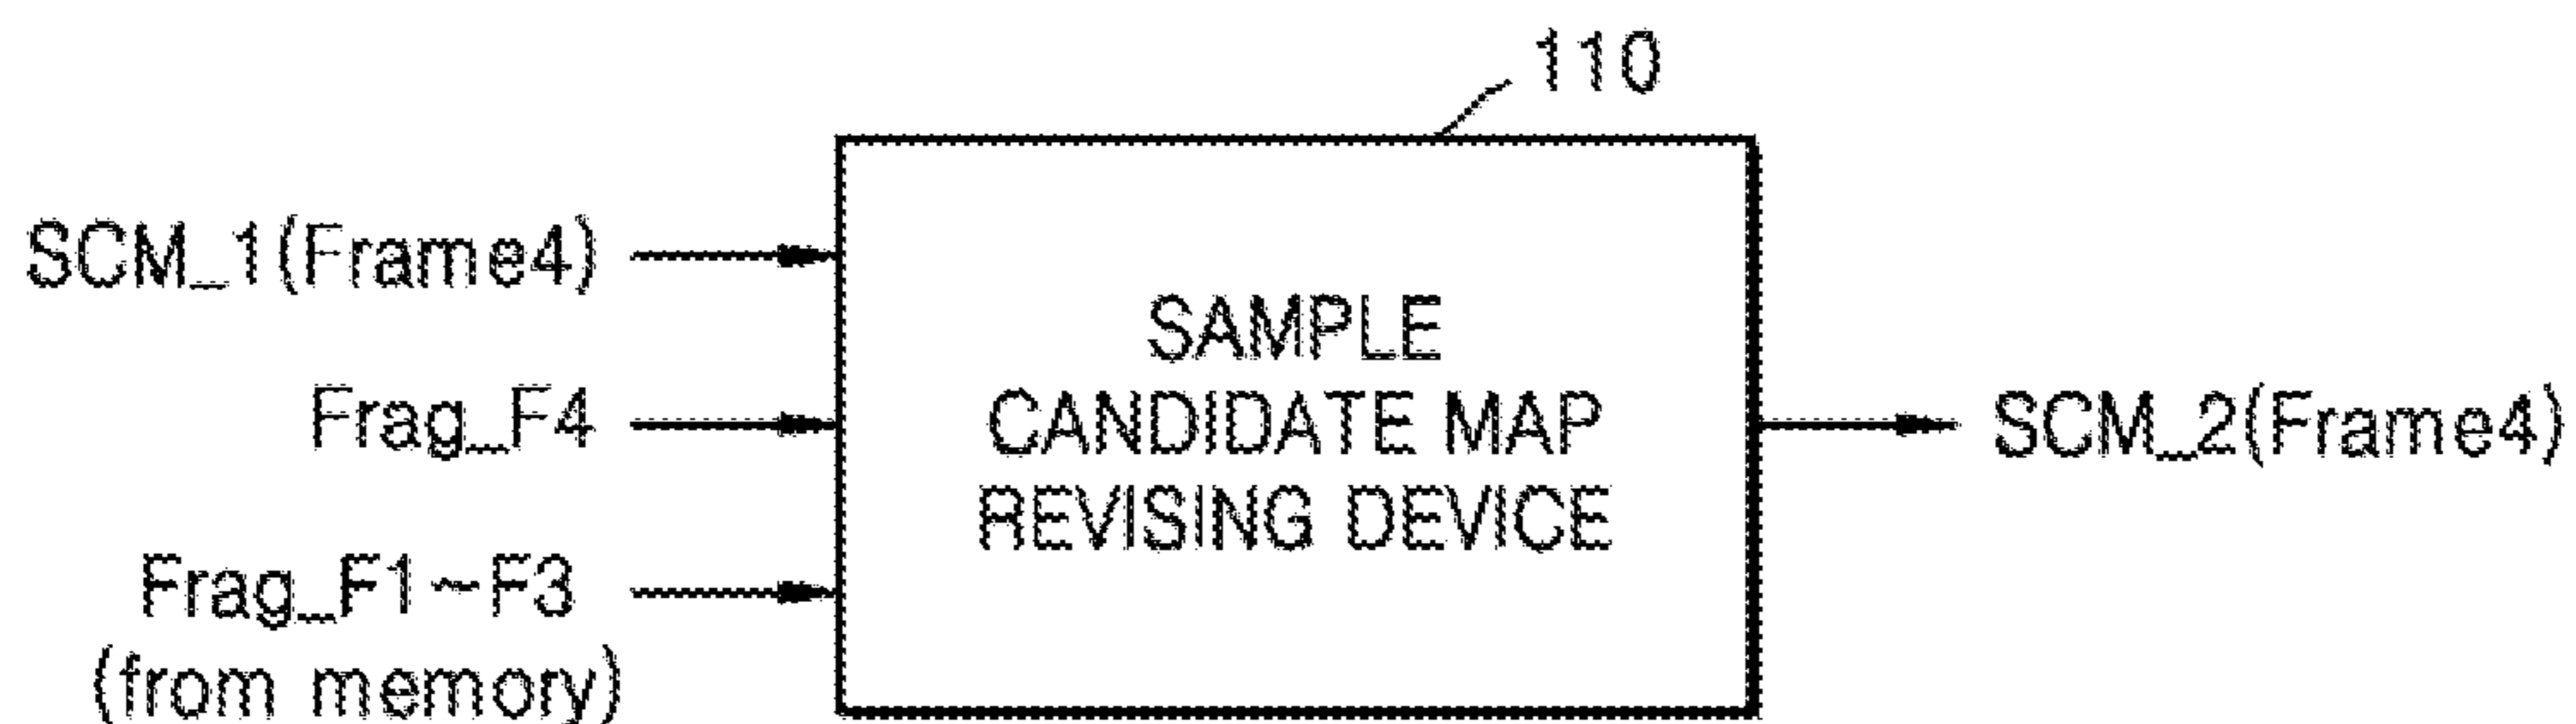 110
SCM_1(Frame4)
Frag_F4
Frag_F1~F3
(from memory)
SAMPLE
CANDIDATE MAP
REVISING DEVICE
SCM_2(Frame4)